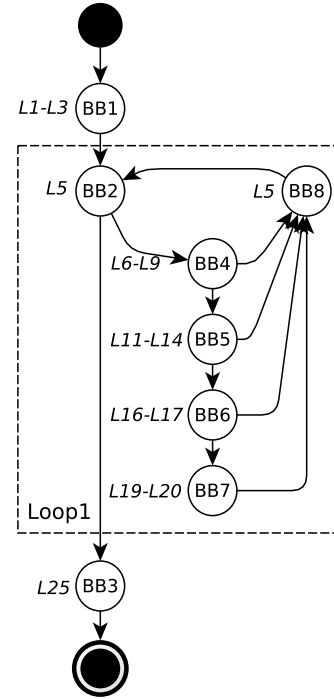 L1-L3 BB1
L5 BB2 L5 BB8
L6-L9 BB4
L11-L14 BB5
L16-L17 BB6
L19-L20 BB7
Loop1
L25 BB3